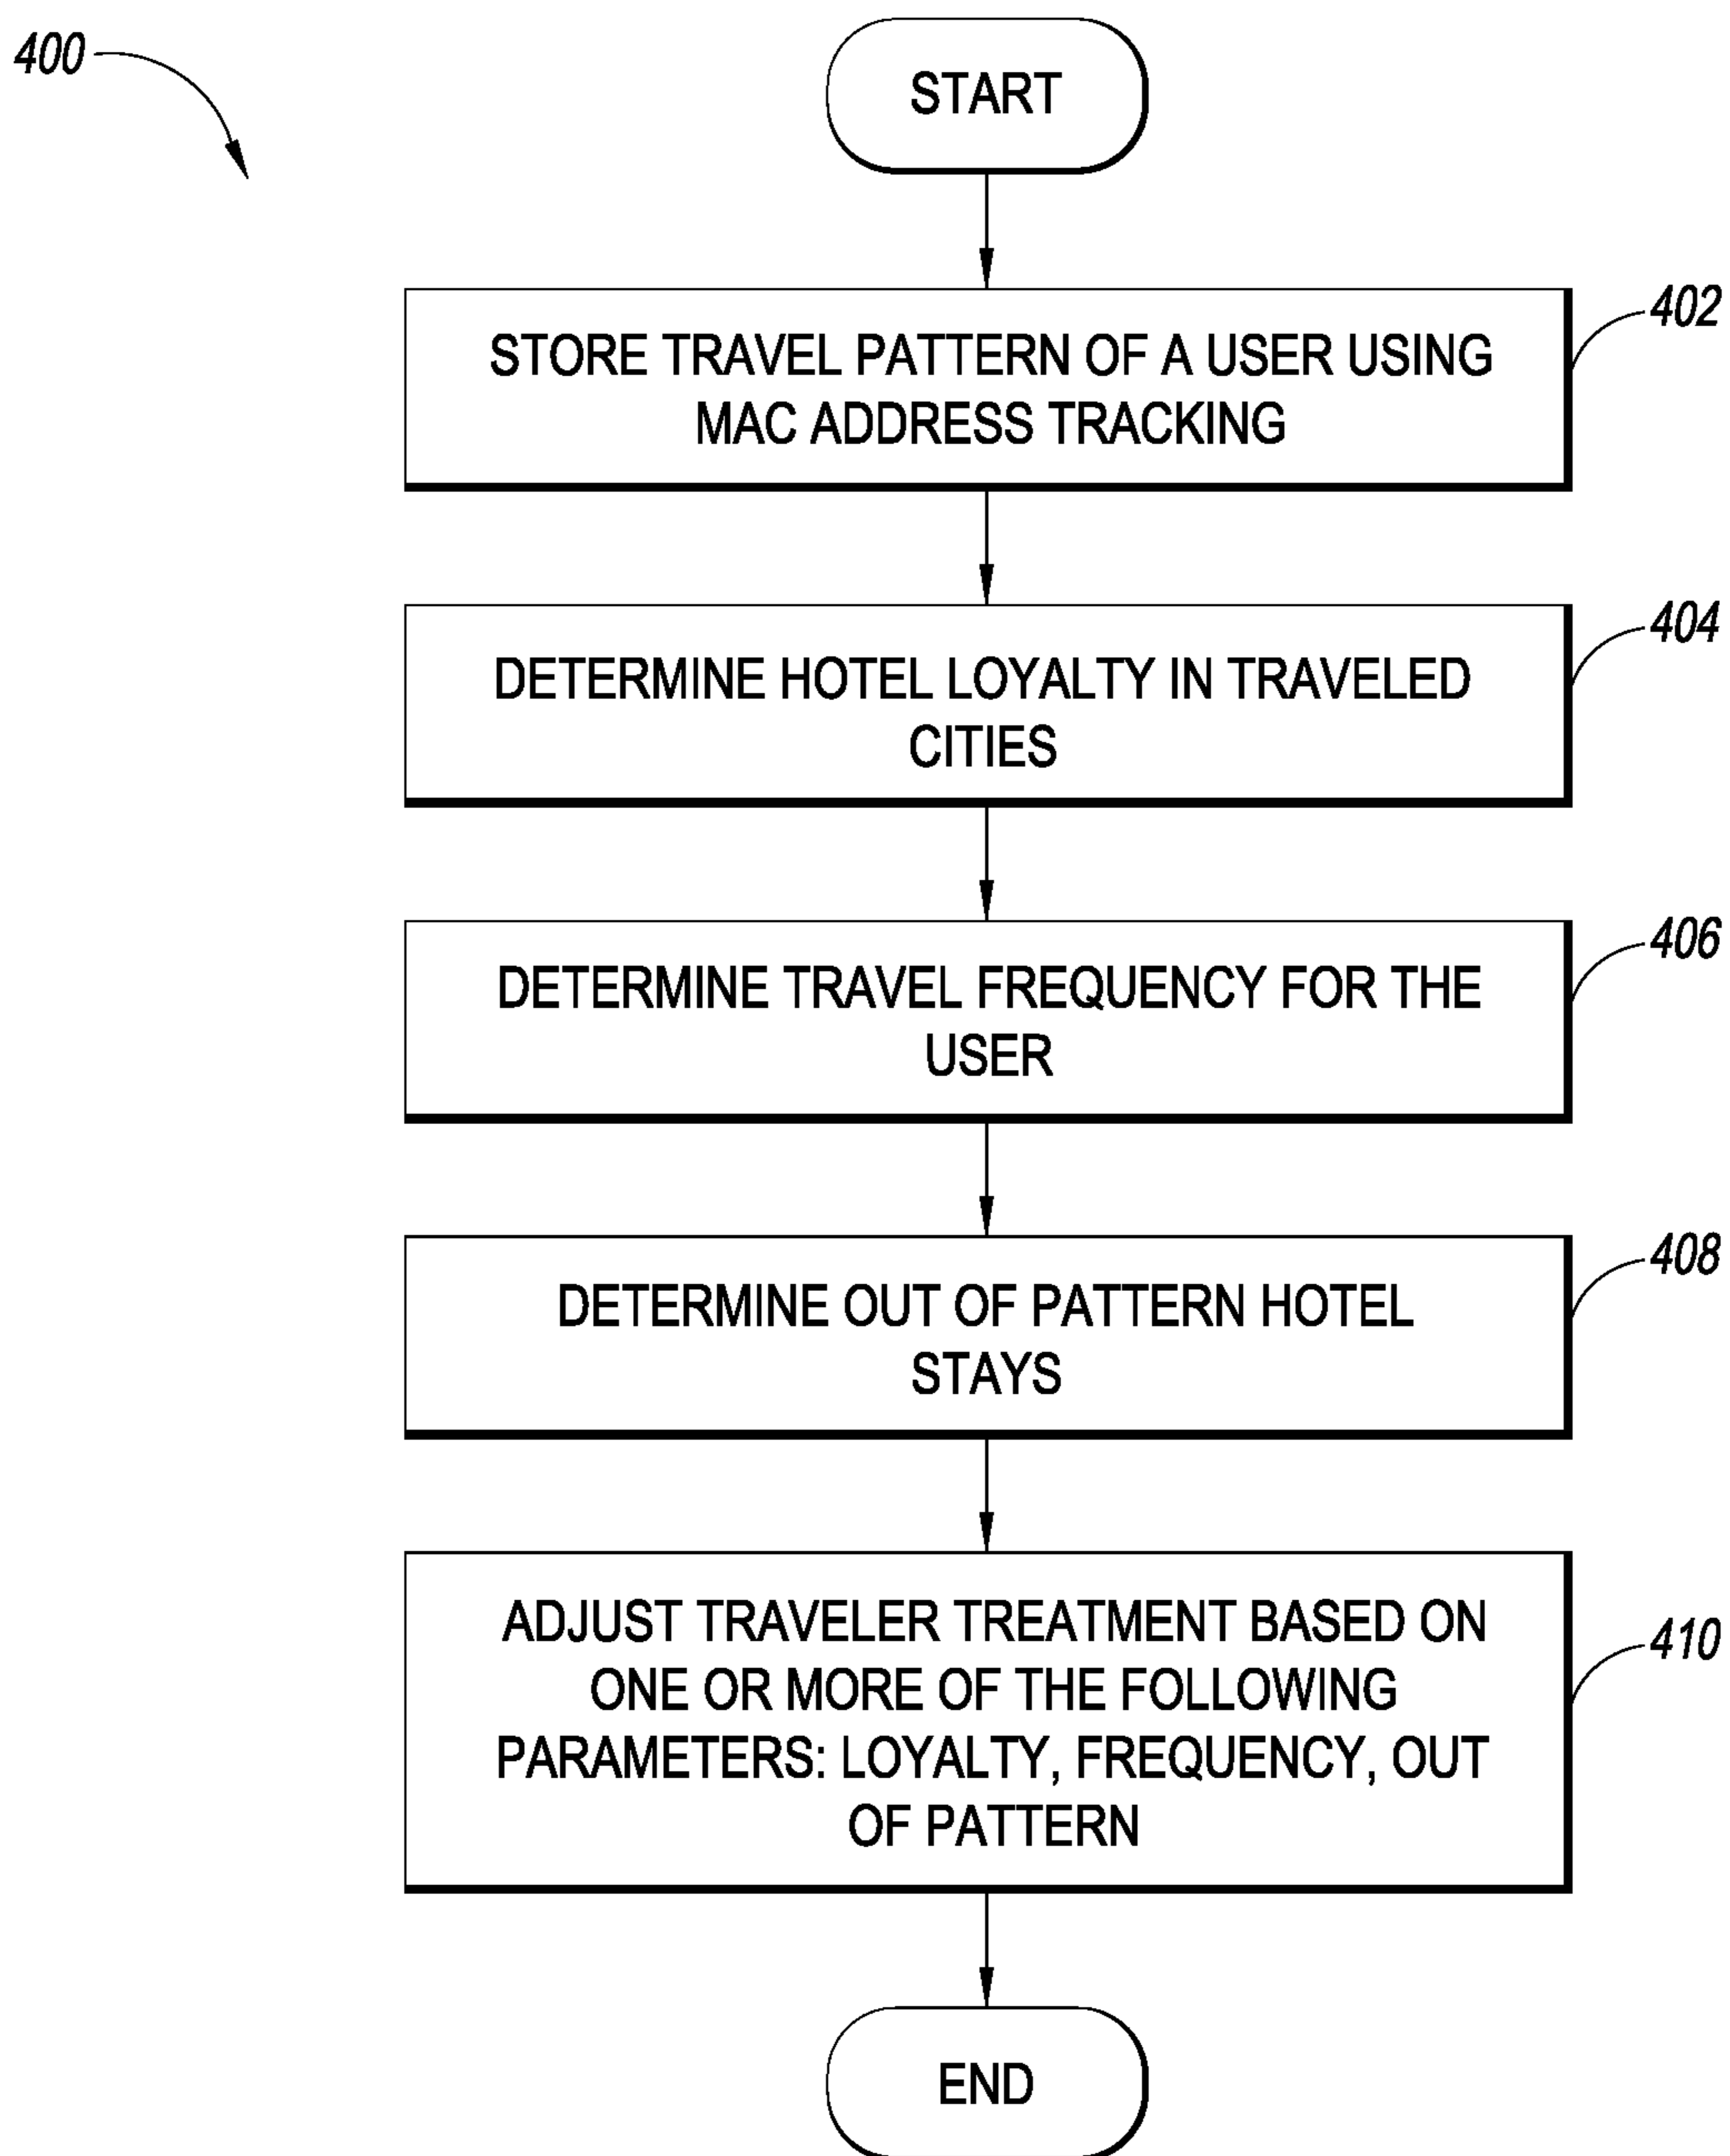 400
START
STORE TRAVEL PATTERN OF A USER USING
MAC ADDRESS TRACKING
402
DETERMINE HOTEL LOYALTY IN TRAVELED
CITIES
404
DETERMINE TRAVEL FREQUENCY FOR THE
USER
406
DETERMINE OUT OF PATTERN HOTEL
STAYS
408
ADJUST TRAVELER TREATMENT BASED ON
ONE OR MORE OF THE FOLLOWING
PARAMETERS: LOYALTY, FREQUENCY, OUT
OF PATTERN
410
END